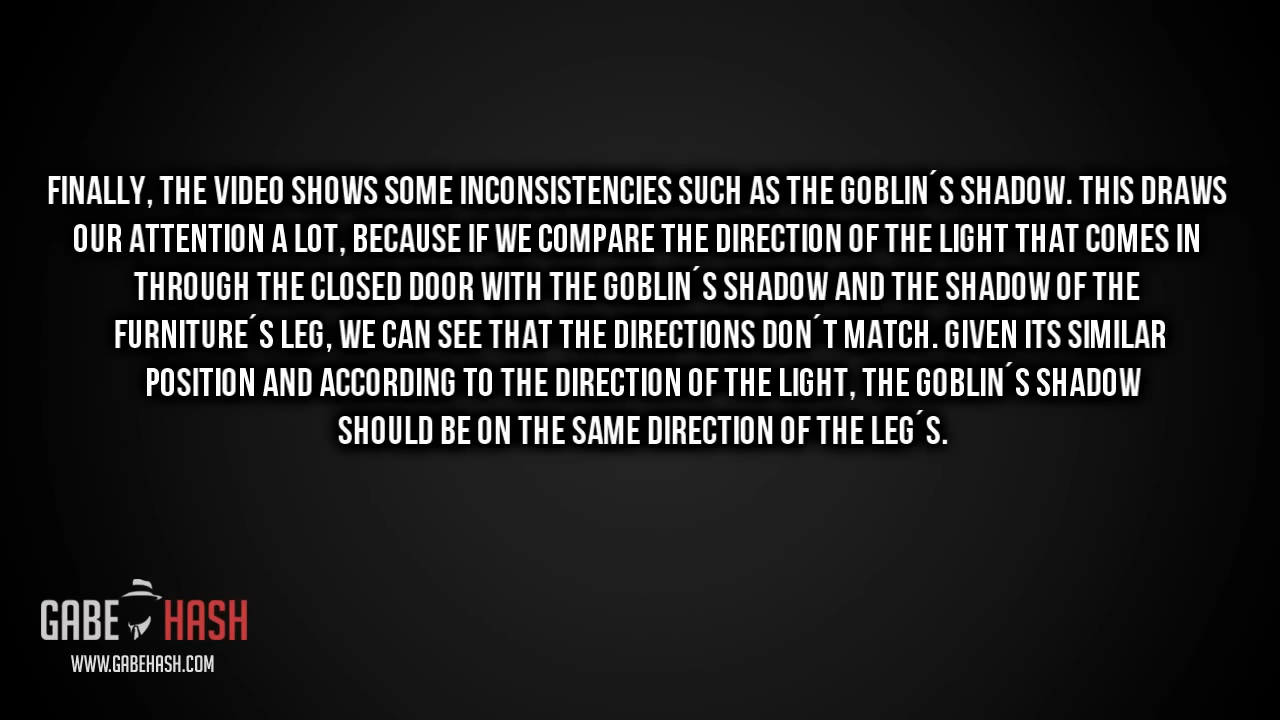 FINALLY, THE VIDEO SHOWS SOME INCONSISTENCIES SUCH AS THE GOBLIN´S SHADOW. THIS DRAWS
OUR ATTENTION A LOT, BECAUSE IF WE COMPARE THE DIRECTION OF THE LIGHT THAT COMES IN
THROUGH THE CLOSED DOOR WITH THE GOBLIN´S SHADOW AND THE SHADOW OF THE
FURNITURE´S LEG, WE CAN SEE THAT THE DIRECTIONS DON´T MATCH. GIVEN ITS SIMILAR
POSITION AND ACCORDING TO THE DIRECTION OF THE LIGHT, THE GOBLIN´S SHADOW
SHOULD BE ON THE SAME DIRECTION OF THE LEG´S.
GABE HASH
WWW.GABEHASH.COM